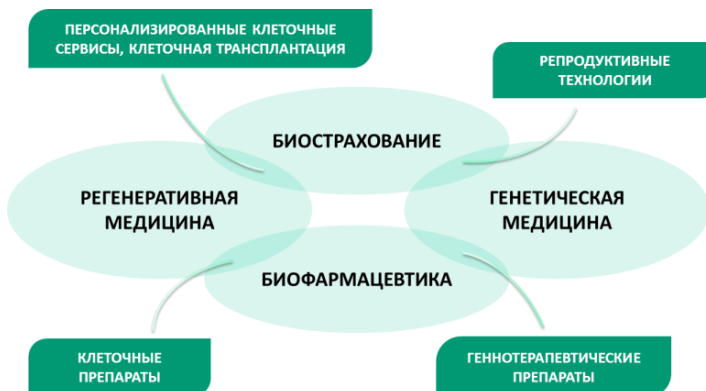 ПЕРСОНАЛИЗИРОВАННЫЕ КЛЕТОЧНЫЕ
СЕРВИСЫ, КЛЕТОЧНАЯ ТРАНСПЛАНТАЦИЯ
РЕПРОДУКТИВНЫЕ
ТЕХНОЛОГИИ
БИОСТРАХОВАНИЕ
РЕГЕНЕРАТИВНАЯ
МЕДИЦИНА
ГЕНЕТИЧЕСКАЯ
МЕДИЦИНА
БИОФАРМАЦЕВТИКА
КЛЕТОЧНЫЕ
ПРЕПАРАТЫ
ГЕННОТЕРАПЕВТИЧЕСКИЕ
ПРЕПАРАТЫ